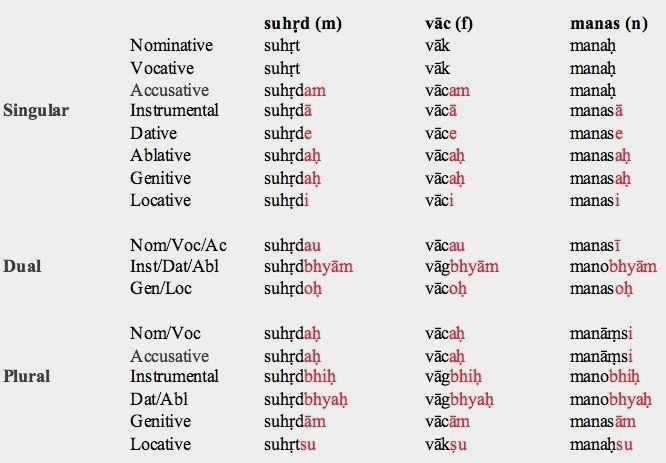 suhṛd (m) vāc (f) manas (n)
Nominative suhṛt vāk manaḥ
Vocative suhṛt vāk manaḥ
Accusative suhṛdam vācam manaḥ
Singular Instrumental suhṛdā vācā manasā
Dative suhṛde vāce manase
Ablative suhṛdaḥ vācaḥ manasaḥ
Genitive suhṛdaḥ vācaḥ manasaḥ
Locative suhṛdi vāci manasi
Nom/Voc/Ac suhṛdau vācau manasī
Dual Inst/Dat/Abl suhṛdbhyām vāgbhyām manobhyām
Gen/Loc suhṛdoḥ vācoḥ manasoḥ
Nom/Voc suhṛdaḥ vācaḥ manāṃsi
Accusative suhṛdaḥ vācaḥ manāṃsi
Plural Instrumental suhṛdbhiḥ vāgbhiḥ manobhiḥ
Dat/Abl suhṛdbhyaḥ vāgbhyaḥ manobhyaḥ
Genitive suhṛdām vācām manasām
Locative suhṛtsu vākṣu manaḥsu